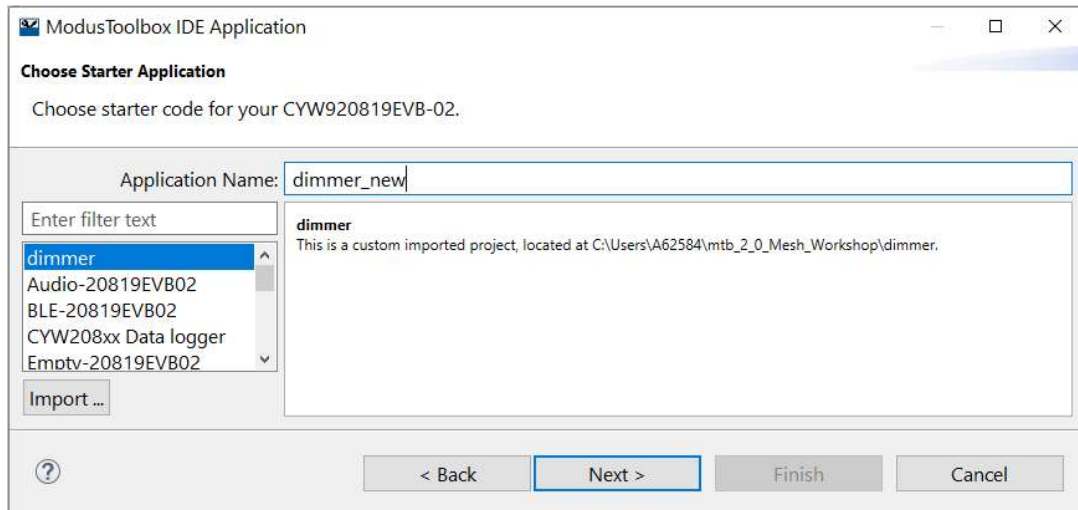 ModusToolbox IDE Application
Choose Starter Application
Choose starter code for your CYW920819EVB-02.
Application Name: dimmer_new
Enter filter text
dimmer
Audio-20819EVB02
BLE-20819EVB02
CYW208xx Data logger
Empty-20819EVB02
Import ...
dimmer
This is a custom imported project, located at C:\Users\A62584\mtb_2_0_Mesh_Workshop\dimmer.
? < Back Next > Finish Cancel